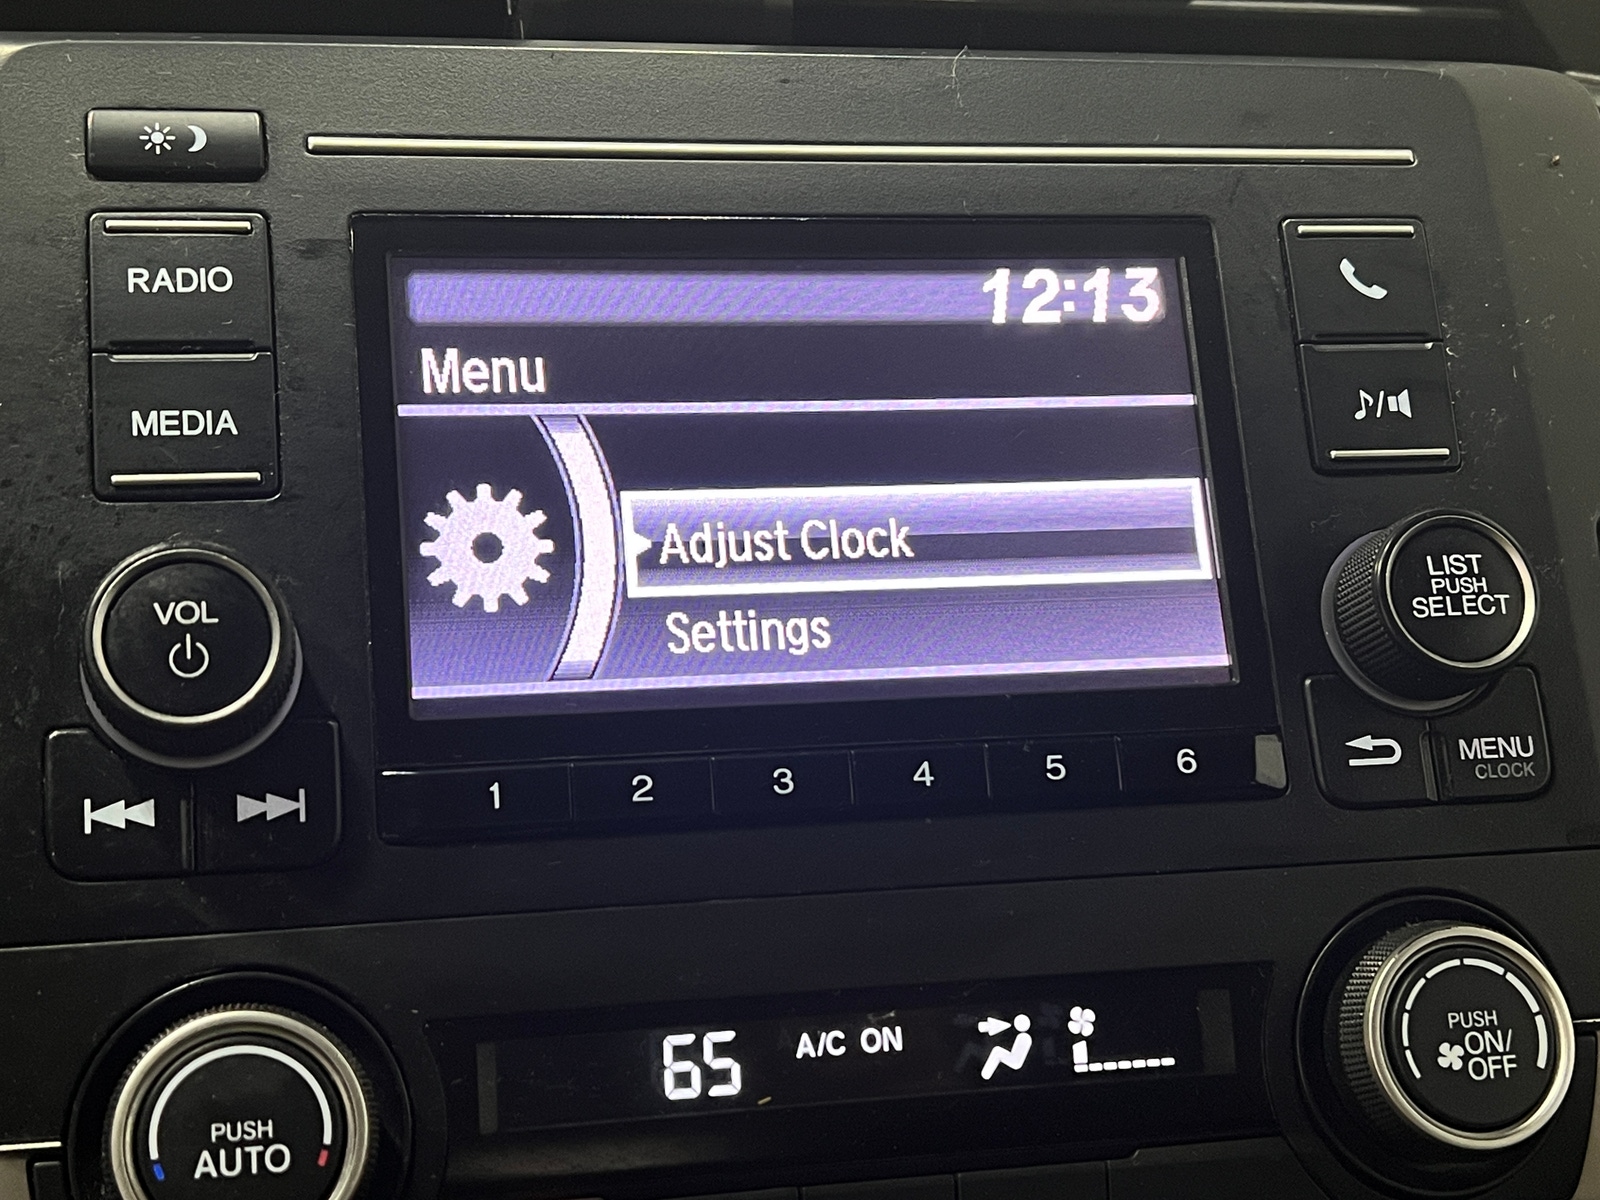 RADIO
MEDIA
VOL
12:13
Menu
Adjust Clock
Settings
1 2 3 4 5 6
LIST
PUSH
SELECT
MENU
CLOCK
65 A/C ON
PUSH
AUTO
PUSH
ON/
OFF